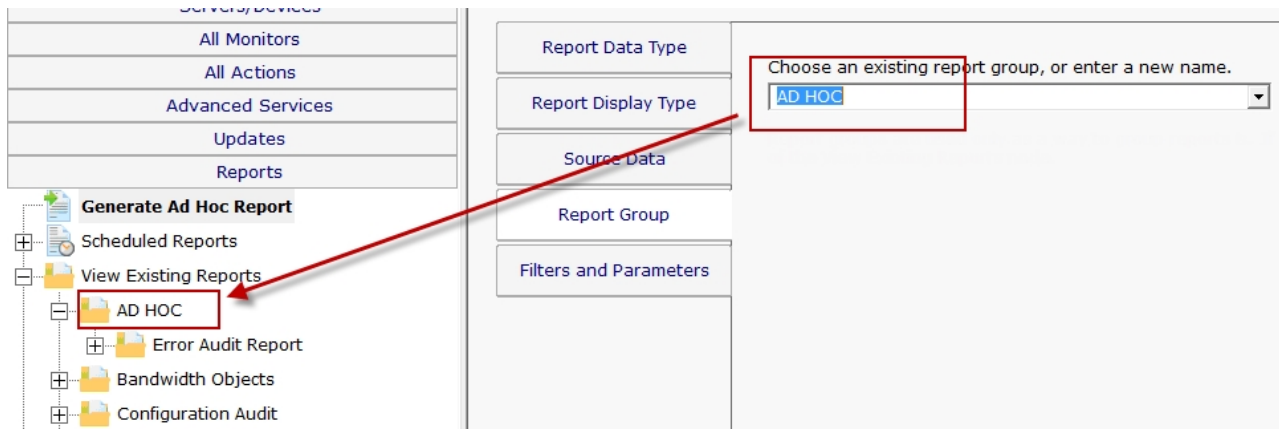 Servers/Devices
All Monitors
All Actions
Advanced Services
Updates
Reports
Generate Ad Hoc Report
Scheduled Reports
View Existing Reports
AD HOC
Error Audit Report
Bandwidth Objects
Configuration Audit
Report Data Type
Report Display Type
Source Data
Report Group
Filters and Parameters
Choose an existing report group, or enter a new name.
AD HOC